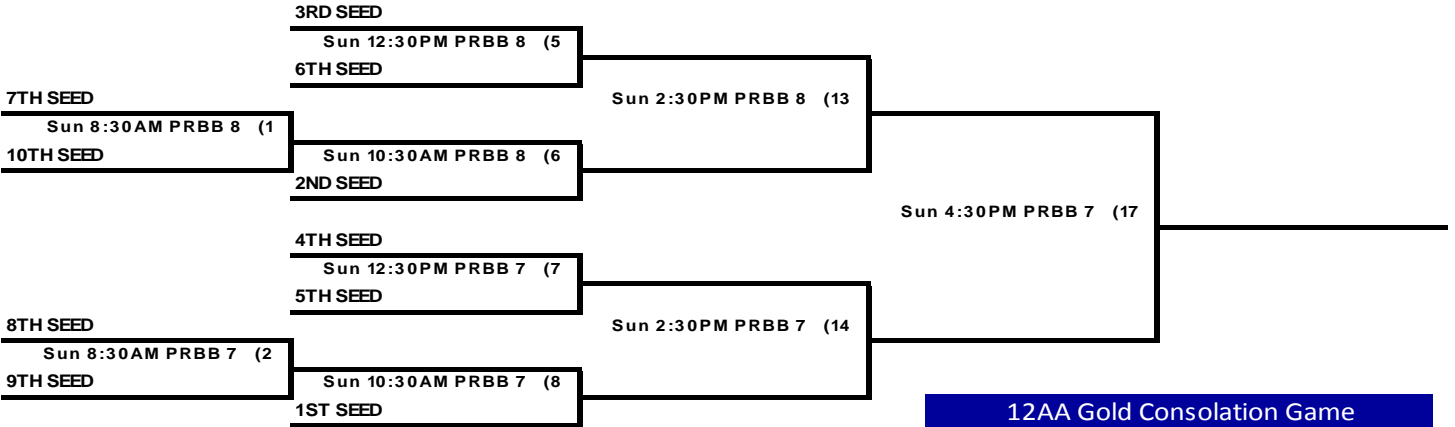 3RD SEED
Sun 12:30PM PRBB 8 (5
6TH SEED
7TH SEED
Sun 2:30PM PRBB 8 (13
Sun 8:30AM PRBB 8 (1
10TH SEED
Sun 10:30AM PRBB 8 (6
2ND SEED
Sun 4:30PM PRBB 7 (17
4TH SEED
Sun 12:30PM PRBB 7 (7
5TH SEED
8TH SEED
Sun 2:30PM PRBB 7 (14
Sun 8:30AM PRBB 7 (2
9TH SEED
Sun 10:30AM PRBB 7 (8
1ST SEED
12AA Gold Consolation Game